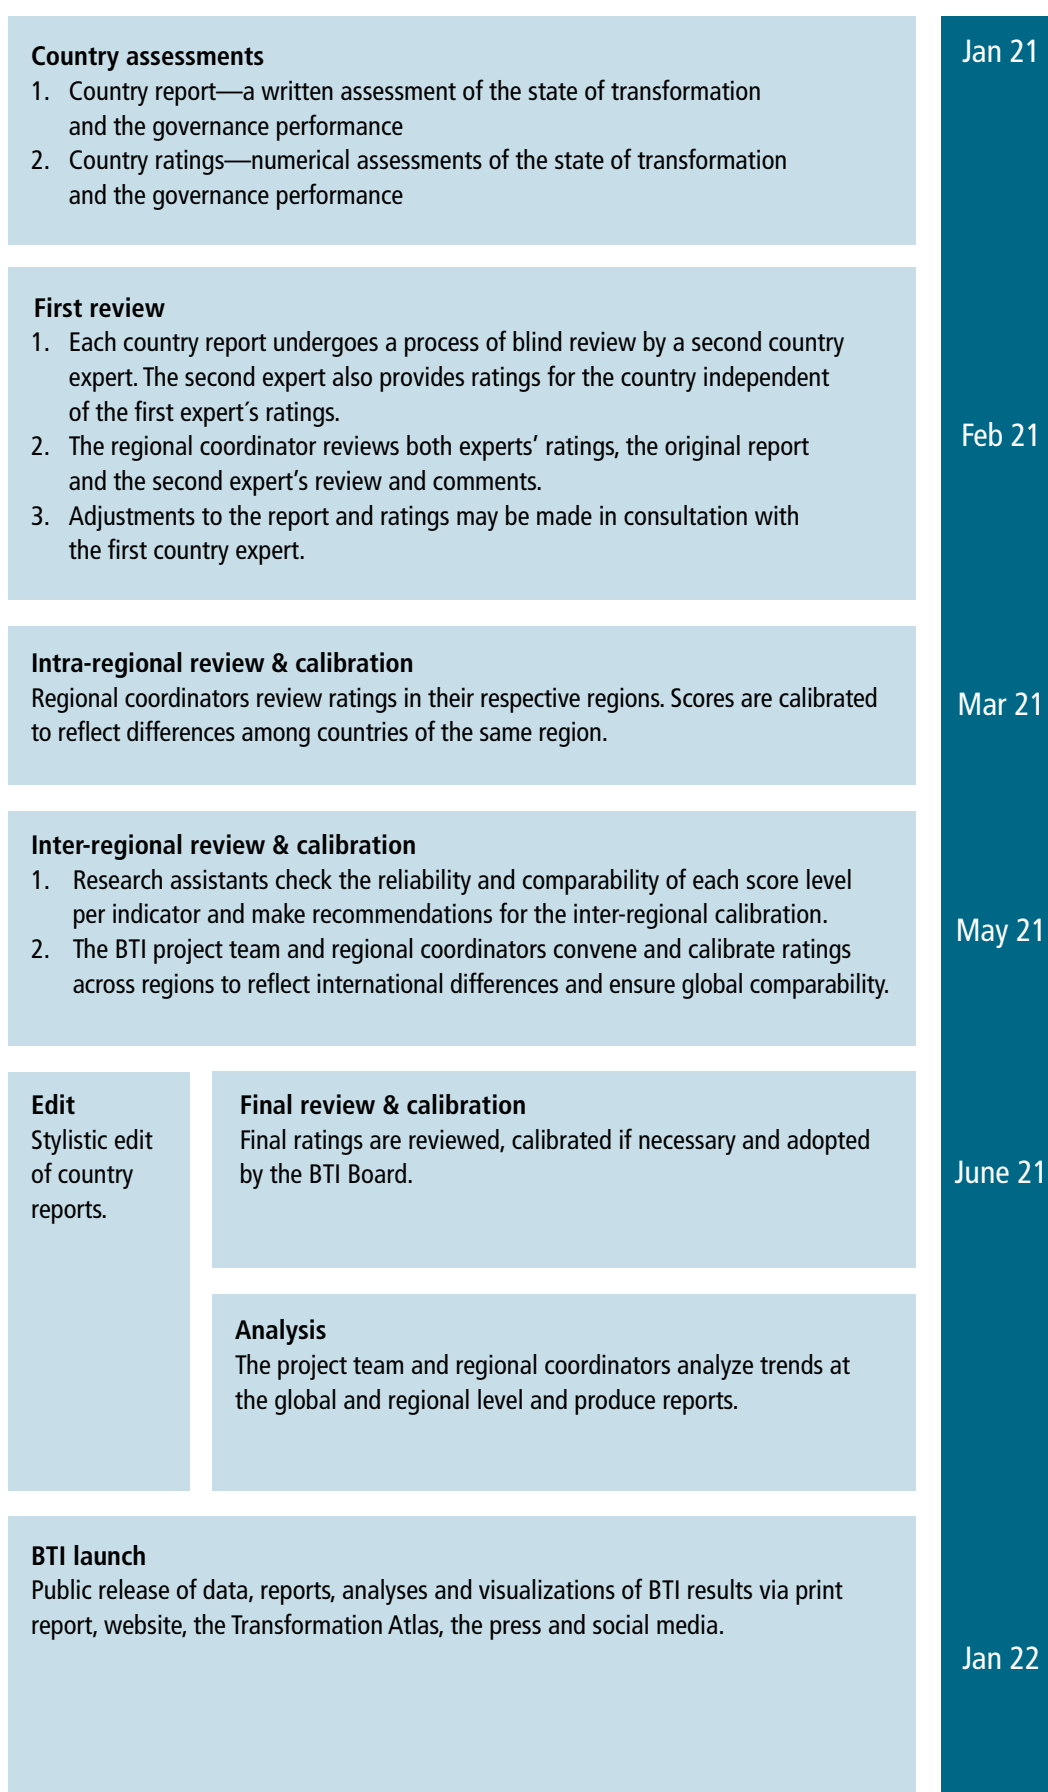 Country assessments
1. Country report—a written assessment of the state of transformation
and the governance performance
2. Country ratings—numerical assessments of the state of transformation
and the governance performance
Jan 21
First review
1. Each country report undergoes a process of blind review by a second country
expert. The second expert also provides ratings for the country independent
of the first expert´s ratings.
2. The regional coordinator reviews both experts’ ratings, the original report
and the second expert’s review and comments.
3. Adjustments to the report and ratings may be made in consultation with
the first country expert.
Feb 21
Intra-regional review & calibration
Regional coordinators review ratings in their respective regions. Scores are calibrated
to reflect differences among countries of the same region.
Mar 21
Inter-regional review & calibration
1. Research assistants check the reliability and comparability of each score level
per indicator and make recommendations for the inter-regional calibration.
2. The BTI project team and regional coordinators convene and calibrate ratings
across regions to reflect international differences and ensure global comparability.
May 21
Edit
Stylistic edit
of country
reports.
Final review & calibration
Final ratings are reviewed, calibrated if necessary and adopted
by the BTI Board.
June 21
Analysis
The project team and regional coordinators analyze trends at
the global and regional level and produce reports.
BTI launch
Public release of data, reports, analyses and visualizations of BTI results via print
report, website, the Transformation Atlas, the press and social media.
Jan 22